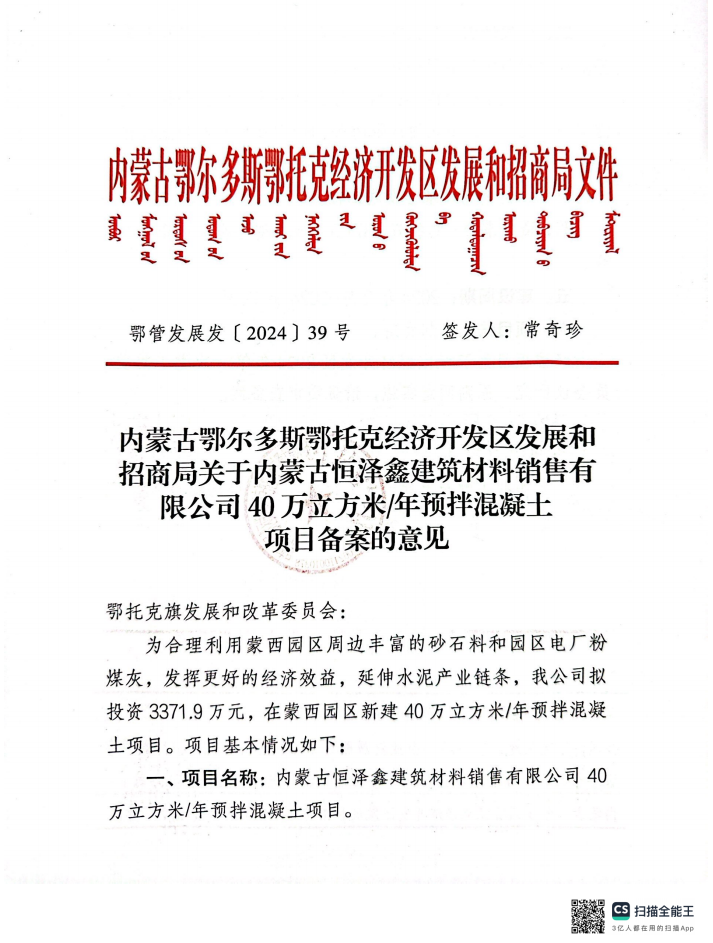 内蒙古鄂尔多斯鄂托克经济开发区发展和招商局文件
鄂管发展发〔2024〕39号 签发人：常奇珍
内蒙古鄂尔多斯鄂托克经济开发区发展和
招商局关于内蒙古恒泽鑫建筑材料销售有
限公司40万立方米/年预拌混凝土
项目备案的意见
鄂托克旗发展和改革委员会：
为合理利用蒙西园区周边丰富的砂石料和园区电厂粉
煤灰，发挥更好的经济效益，延伸水泥产业链条，我公司拟
投资3371.9万元，在蒙西园区新建40万立方米/年预拌混凝
土项目。项目基本情况如下：
一、项目名称：内蒙古恒泽鑫建筑材料销售有限公司40
万立方米/年预拌混凝土项目。
CS 扫描全能王
3亿人都在用的扫描App